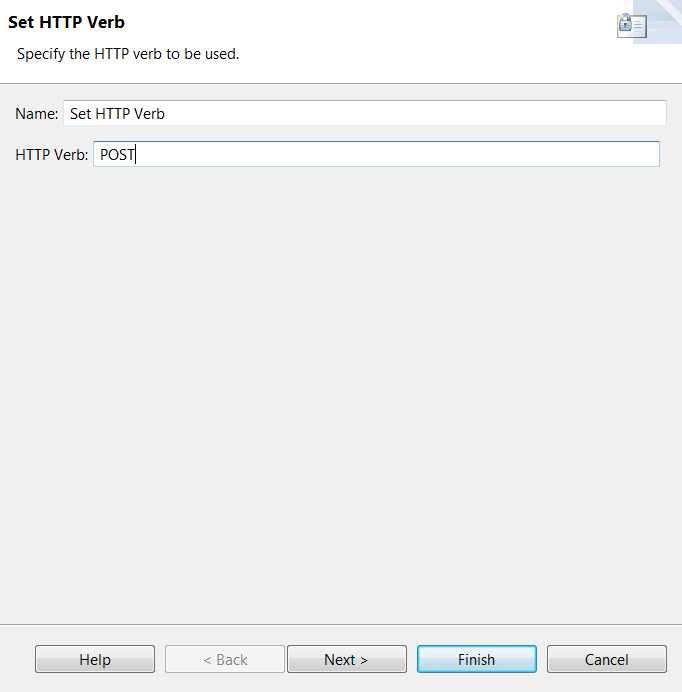 Set HTTP Verb
Specify the HTTP verb to be used.
Name: Set HTTP Verb
HTTP Verb: POST
Help < Back Next > Finish Cancel